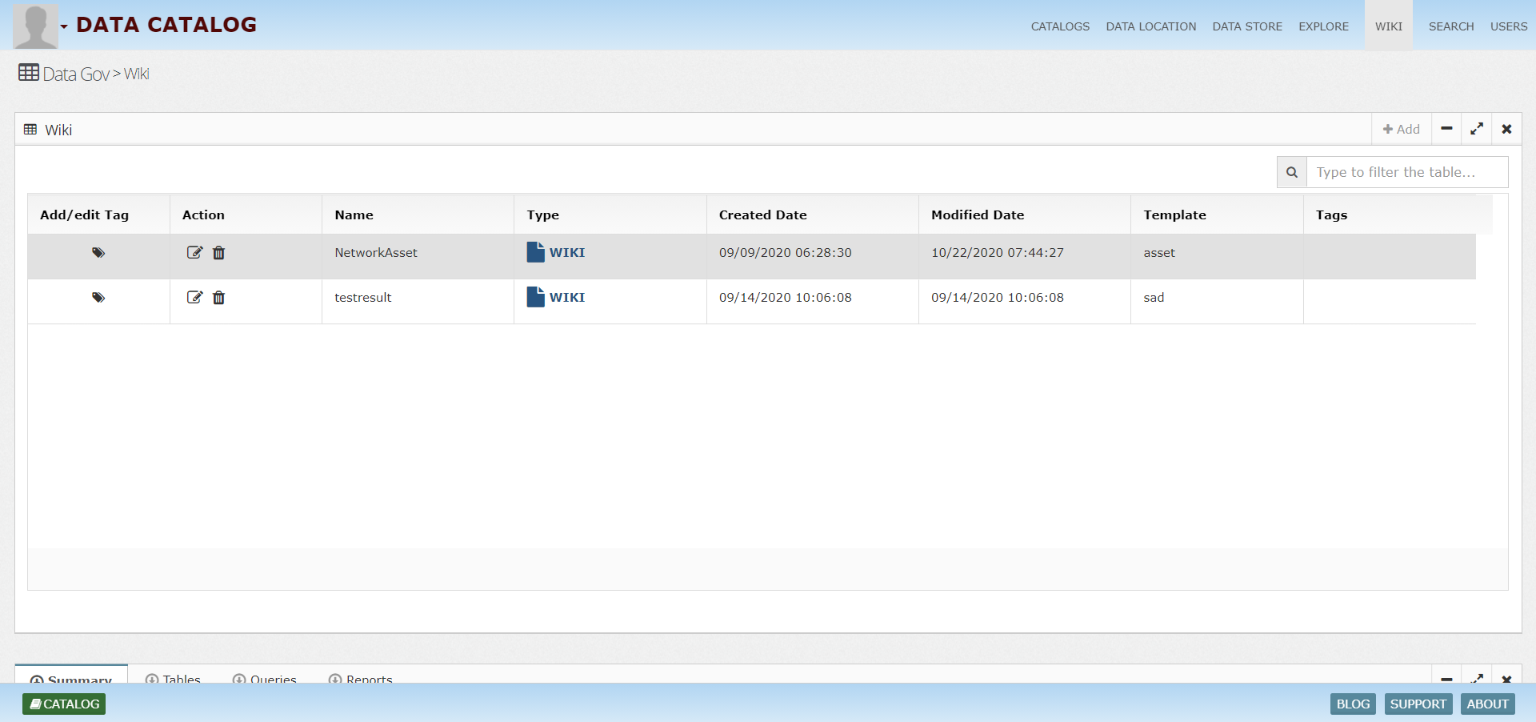 DATA CATALOG
CATALOGS DATA LOCATION DATA STORE EXPLORE WIKI SEARCH USERS
Data Gov > Wiki
Wiki
Add
Type to filter the table...
Add/edit Tag Action Name Type Created Date Modified Date Template Tags
NetworkAsset WIKI 09/09/2020 06:28:30 10/22/2020 07:44:27 asset
testresult WIKI 09/14/2020 10:06:08 09/14/2020 10:06:08 sad
Summary Tables Queries Reports
CATALOG BLOG SUPPORT ABOUT